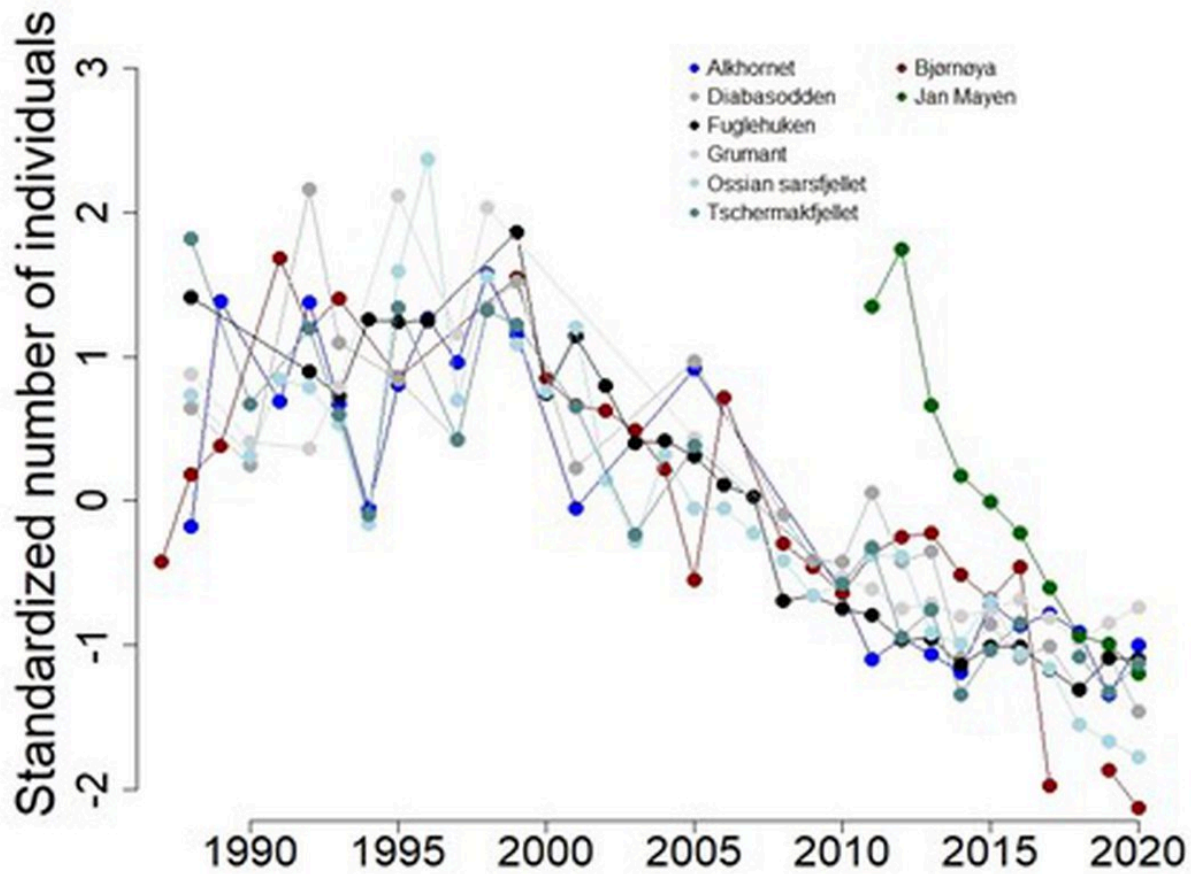 Standardized number of individuals
3
2
1
0
-1
-2
Alkhornet
Diabasodden
Fuglehuken
Grumant
Ossian sarsfjellet
Tschermakfjellet
Bjørnøya
Jan Mayen
1990 1995 2000 2005 2010 2015 2020